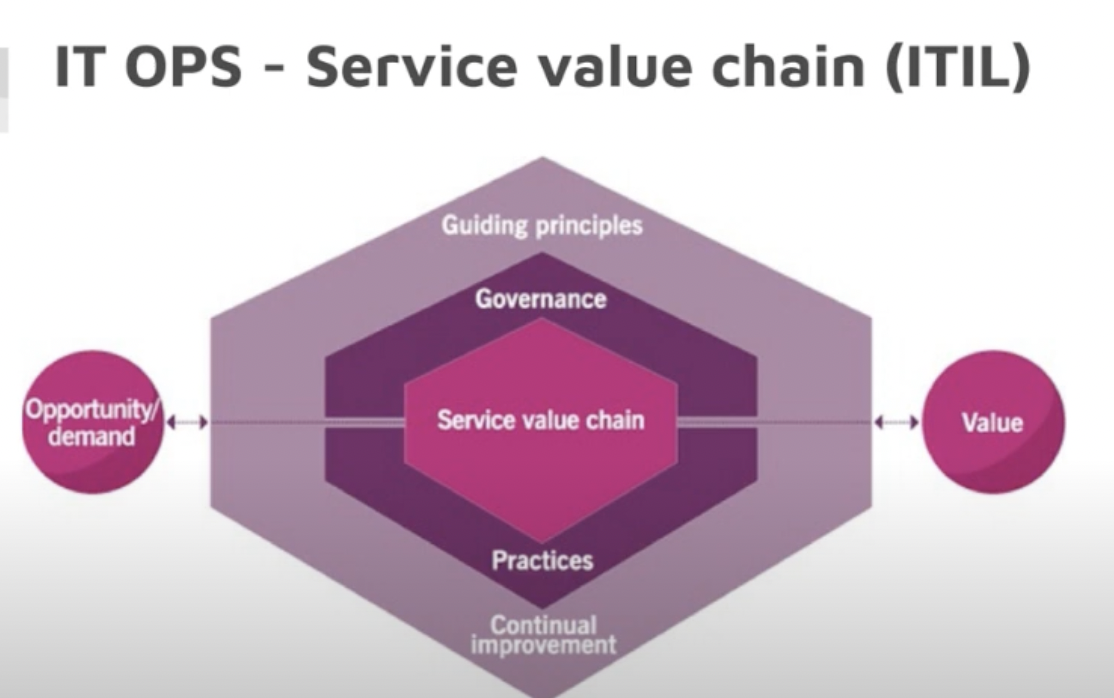 IT OPS - Service value chain (ITIL)
Guiding principles
Governance
Opportunity/
demand
Service value chain
Value
Practices
Continual
improvement